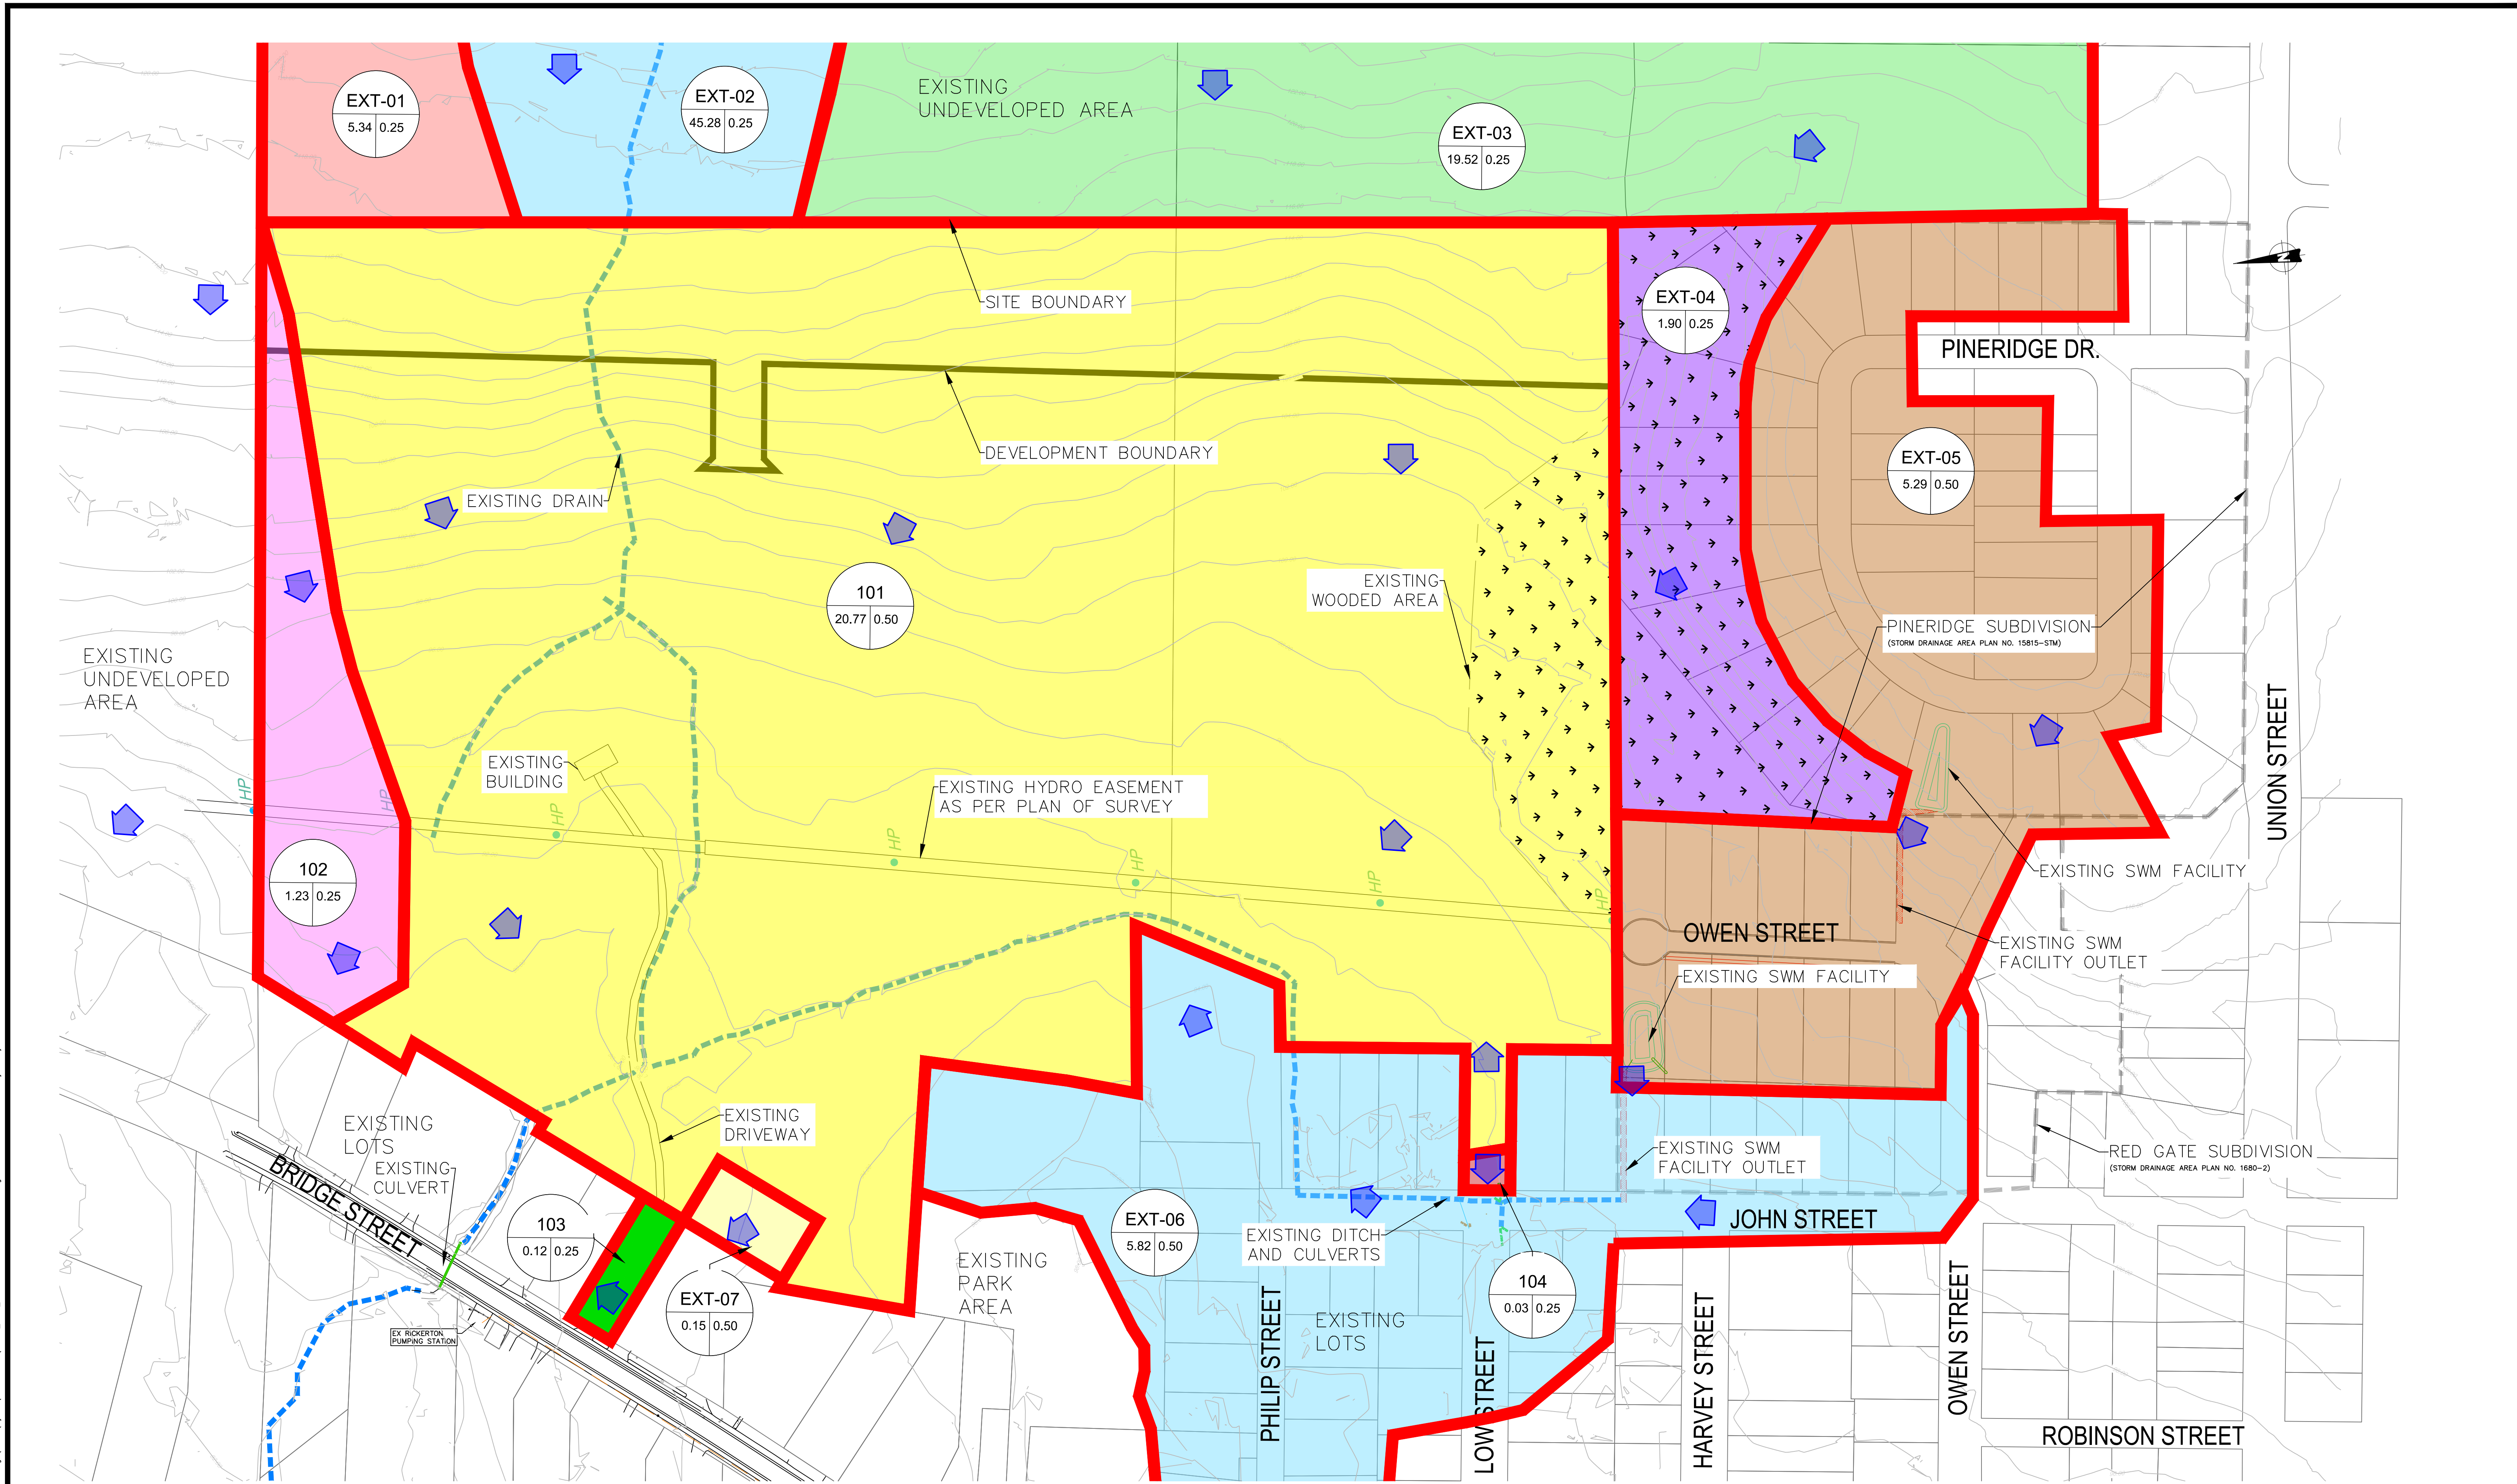 EXT-01
5.34 0.25
EXT-02
45.28 0.25
EXISTING
UNDEVELOPED AREA
EXT-03
19.52 0.25
N
SITE BOUNDARY
EXT-04
1.90 0.25
PINERIDGE DR.
DEVELOPMENT BOUNDARY
EXT-05
5.29 0.50
EXISTING DRAIN
101
20.77 0.50
EXISTING
WOODED AREA
PINERIDGE SUBDIVISION
(STORM DRAINAGE AREA PLAN NO. 15815-STM)
EXISTING
UNDEVELOPED
AREA
UNION STREET
EXISTING
BUILDING
EXISTING HYDRO EASEMENT
AS PER PLAN OF SURVEY
HP
HP
HP
HP
HP
HP
HP
102
1.23 0.25
EXISTING SWM FACILITY
OWEN STREET
EXISTING SWM
FACILITY OUTLET
EXISTING SWM FACILITY
EXISTING
LOTS
EXISTING
DRIVEWAY
EXISTING
CULVERT
BRIDGE STREET
EXISTING SWM
FACILITY OUTLET
RED GATE SUBDIVISION
(STORM DRAINAGE AREA PLAN NO. 1680-2)
103
0.12 0.25
EXT-06
5.82 0.50
EXISTING DITCH
AND CULVERTS
JOHN STREET
EXISTING
PARK
AREA
EXT-07
0.15 0.50
104
0.03 0.25
EXISTING
LOTS
EX RICKERTON
PUMPING STATION
PHILIP STREET
LOW STREET
HARVEY STREET
OWEN STREET
ROBINSON STREET